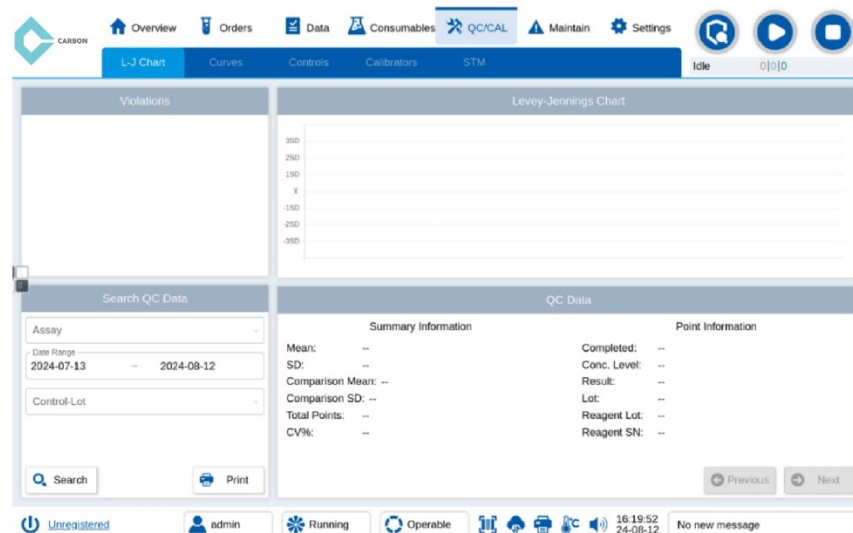 CARBON
Overview Orders Data Consumables QC/CAL Maintain Settings
L-J Chart Curves Controls Calibrators STM
Idle 0|0|0
Violations
Levey-Jennings Chart
3SD
2SD
1SD
x̄
-1SD
-2SD
-3SD
Search QC Data
Assay
Date Range
2024-07-13 – 2024-08-12
Control-Lot
Search Print
QC Data
Summary Information
Mean: --
SD: --
Comparison Mean: --
Comparison SD: --
Total Points: --
CV%: --
Point Information
Completed: --
Conc. Level: --
Result: --
Lot: --
Reagent Lot: --
Reagent SN: --
Previous Next
Unregistered admin Running Operable °C 16:19:52
24-08-12
No new message